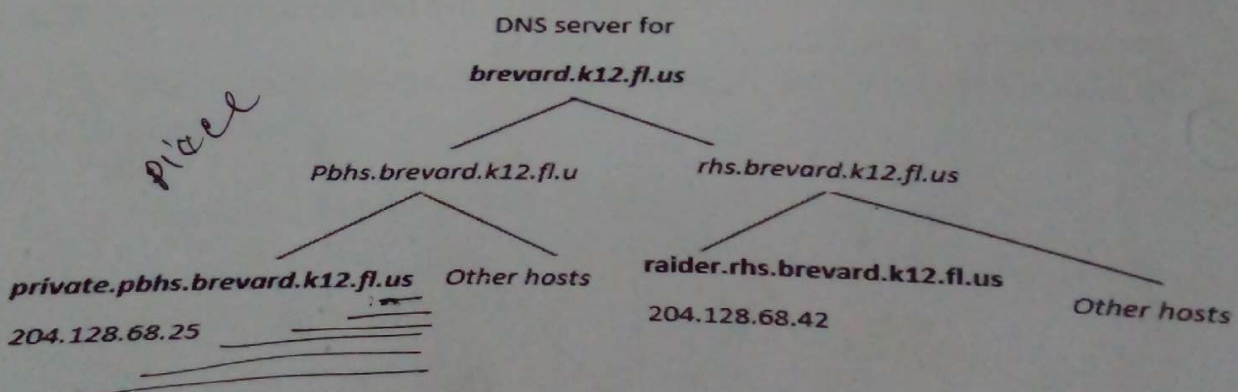 DNS server for
brevard.k12.fl.us
Pbhs.brevard.k12.fl.u
rhs.brevard.k12.fl.us
private.pbhs.brevard.k12.fl.us
Other hosts
raider.rhs.brevard.k12.fl.us
Other hosts
204.128.68.25
204.128.68.42